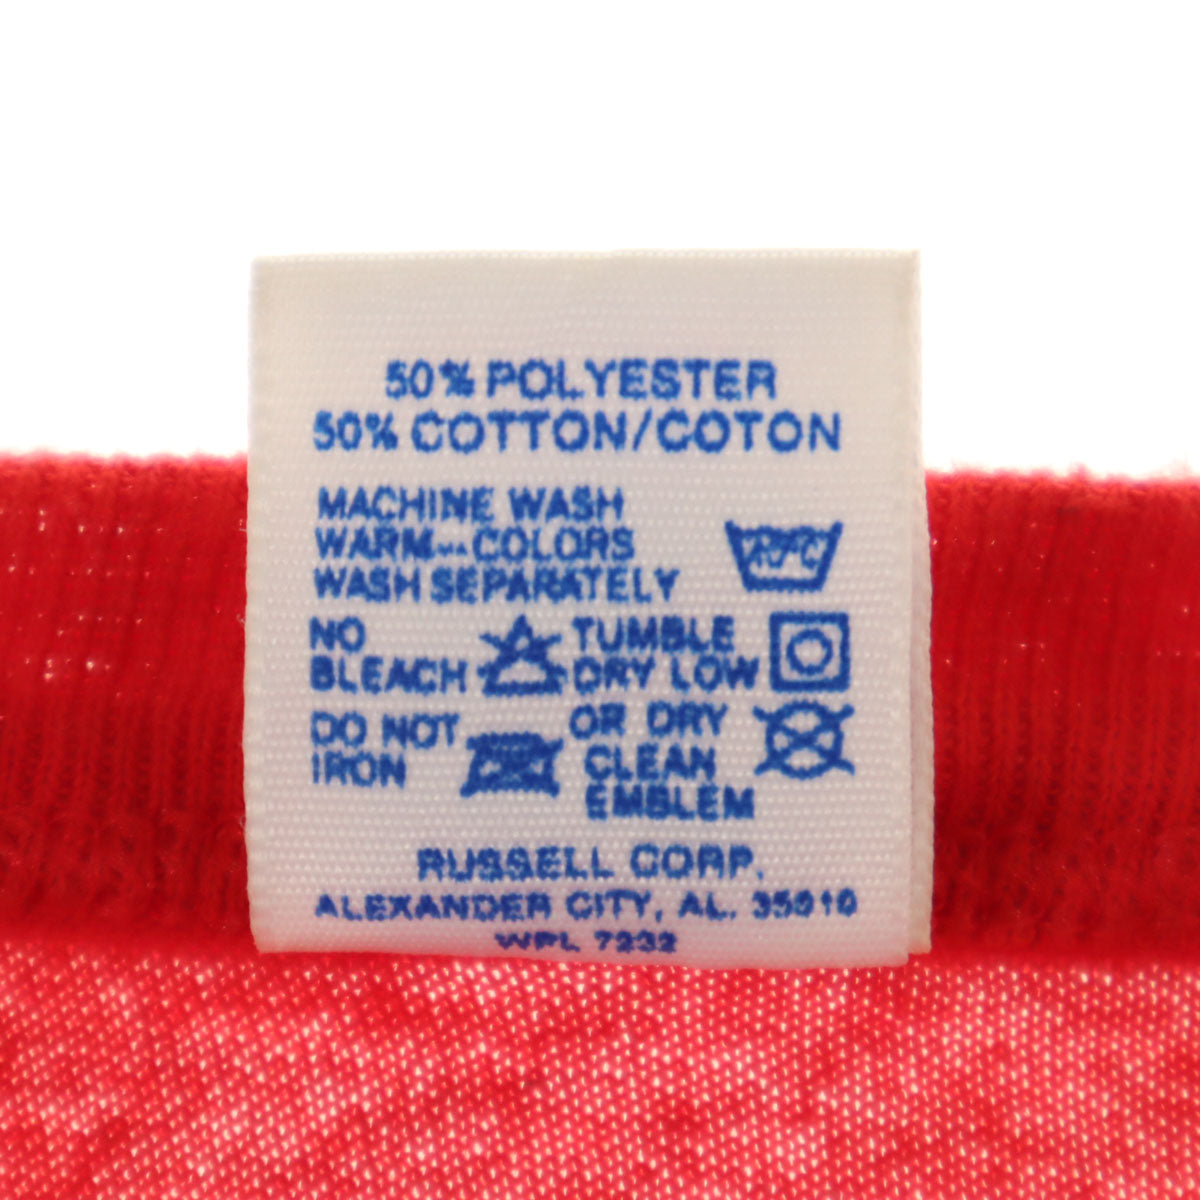 50% POLYESTER
50% COTTON/COTON
MACHINE WASH
WARM--COLORS
WASH SEPARATELY
NO
BLEACH
TUMBLE
DRY LOW
DO NOT
IRON
OR DRY
CLEAN
EMBLEM
RUSSELL CORP.
ALEXANDER CITY, AL. 35010
WPL 7232